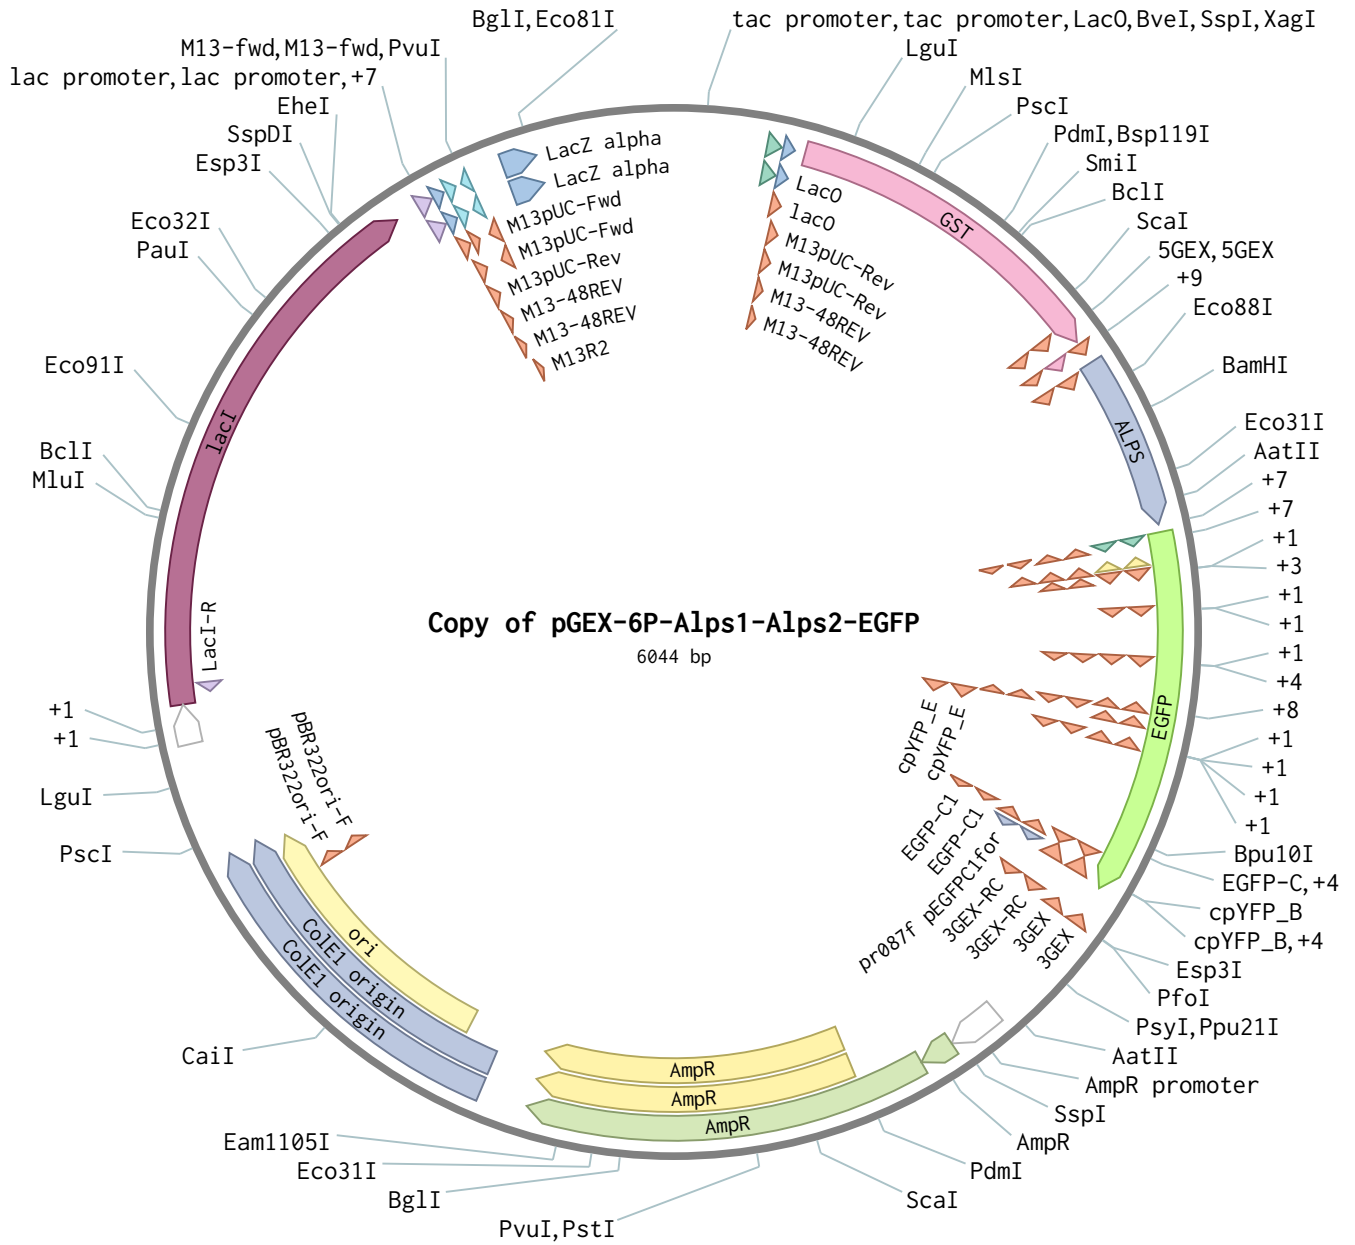 BglI,Eco81I
tac promoter,tac promoter,LacO,BveI,SspI,XagI
M13-fwd,M13-fwd,PvuI
LguI
lac promoter,lac promoter,+7
MlsI
EheI
PscI
SspDI
PdmI,Bsp119I
Esp3I
SmiI
BclI
Eco32I
ScaI
PauI
5GEX,5GEX
+9
Eco88I
Eco91I
BamHI
BclI
Eco31I
MluI
AatII
+7
+7
+1
+3
+1
+1
+1
+4
+1
+8
+1
+1
+1
LguI
+1
+1
PscI
Bpu10I
EGFP-C,+4
cpYFP_B
cpYFP_B,+4
Esp3I
PfoI
PsyI,Ppu21I
CaiI
AatII
AmpR promoter
SspI
Eam1105I
AmpR
Eco31I
PdmI
BglI
ScaI
PvuI,PstI
LacZ alpha
LacZ alpha
M13pUC-Fwd
M13pUC-Fwd
M13pUC-Rev
M13-48REV
M13-48REV
M13R2
LacO
lacO
M13pUC-Rev
M13pUC-Rev
M13-48REV
M13-48REV
GST
ALPS
EGFP
lacI
LacI-R
Copy of pGEX-6P-Alps1-Alps2-EGFP
6044 bp
cpYFP_E
cpYFP_E
EGFP-C1
EGFP-C1
pr087f pEGFPC1for
3GEX-RC
3GEX-RC
3GEX
3GEX
pBR322ori-F
pBR322ori-F
ori
ColE1 origin
ColE1 origin
AmpR
AmpR
AmpR